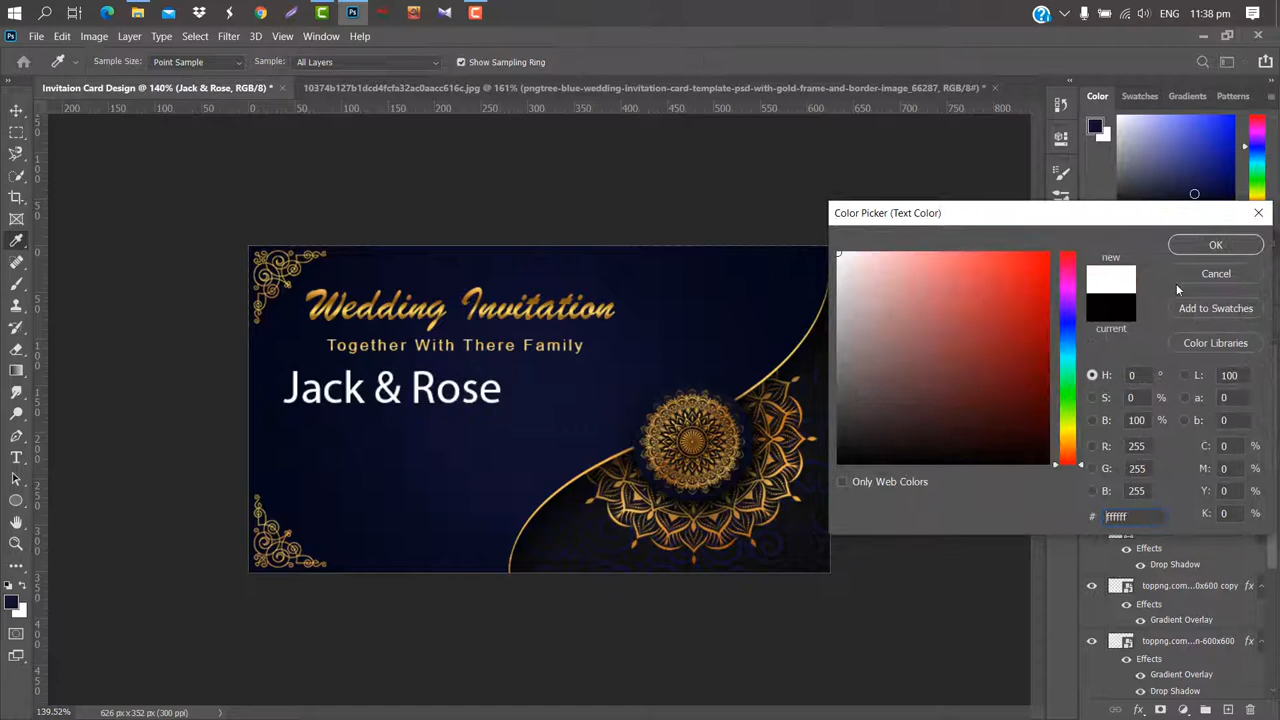 ENG 11:38 pm
File Edit Image Layer Type Select Filter 3D View Window Help
Sample Size: Point Sample Sample: All Layers Show Sampling Ring
Invitaion Card Design @ 140% (Jack & Rose, RGB/8) * × 10374b127b1dcd4fcfa32ac0aacc616c.jpg @ 161% (pngtree-blue-wedding-invitation-card-template-psd-with-gold-frame-and-border-image_66287, RGB/8#) * ×
Color Swatches Gradients Patterns
200 150 100 50 0 50 100 150 200 250 300 350 400 450 500 550 600 650 700 750 800
Color Picker (Text Color)
new
OK
Cancel
Add to Swatches
current
Color Libraries
H: 0 ° L: 100
S: 0 % a: 0
B: 100 % b: 0
R: 255 C: 0 %
G: 255 M: 0 %
B: 255 Y: 0 %
# ffffff K: 0 %
Only Web Colors
Wedding Invitation
Together With There Family
Jack & Rose
Effects
Drop Shadow
toppng.com...0x600 copy fx
Effects
Gradient Overlay
toppng.com...n-600x600 fx
Effects
Gradient Overlay
Drop Shadow
139.52% 626 px x 352 px (300 ppi)